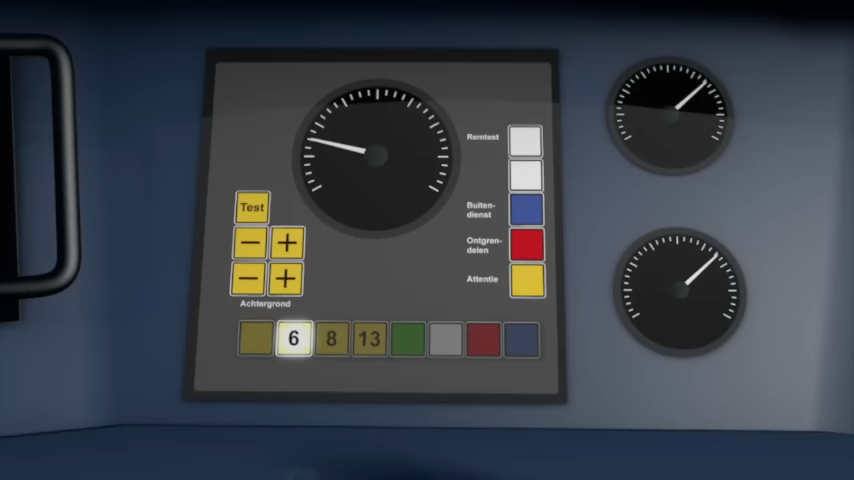 Remtest
Buiten-
dienst
Test
Ontgren-
delen
− +
Attentie
− +
Achtergrond
6 8 13